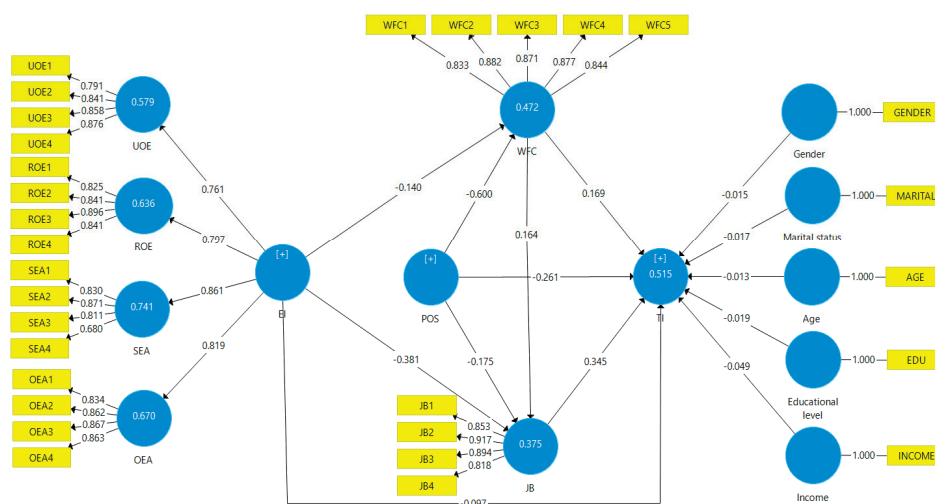 WFC1
WFC2
WFC3
WFC4
WFC5
0.833
0.882
0.871
0.877
0.844
0.472
WFC
UOE1
UOE2
UOE3
UOE4
0.791
0.841
0.858
0.876
0.579
UOE
ROE1
ROE2
ROE3
ROE4
0.825
0.841
0.896
0.841
0.636
ROE
SEA1
SEA2
SEA3
SEA4
0.830
0.871
0.811
0.680
0.741
SEA
OEA1
OEA2
OEA3
OEA4
0.834
0.862
0.867
0.863
0.670
OEA
0.761
0.797
0.861
0.819
[+]
EI
-0.140
-0.600
0.164
0.169
[+]
POS
-0.261
-0.175
-0.381
0.345
-0.097
[+]
0.515
TI
JB1
JB2
JB3
JB4
0.853
0.917
0.894
0.818
0.375
JB
-0.015
-0.017
-0.013
-0.019
-0.049
Gender
1.000
GENDER
Marital status
1.000
MARITAL
Age
1.000
AGE
Educational
level
1.000
EDU
Income
1.000
INCOME